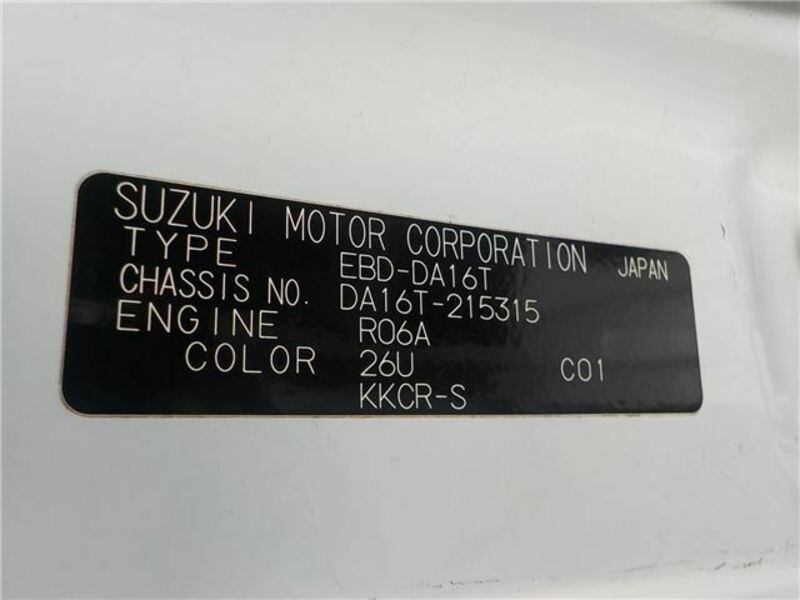 SUZUKI MOTOR CORPORATION JAPAN
TYPE EBD-DA16T
CHASSIS NO. DA16T-215315
ENGINE R06A
COLOR 26U C01
KKCR-S